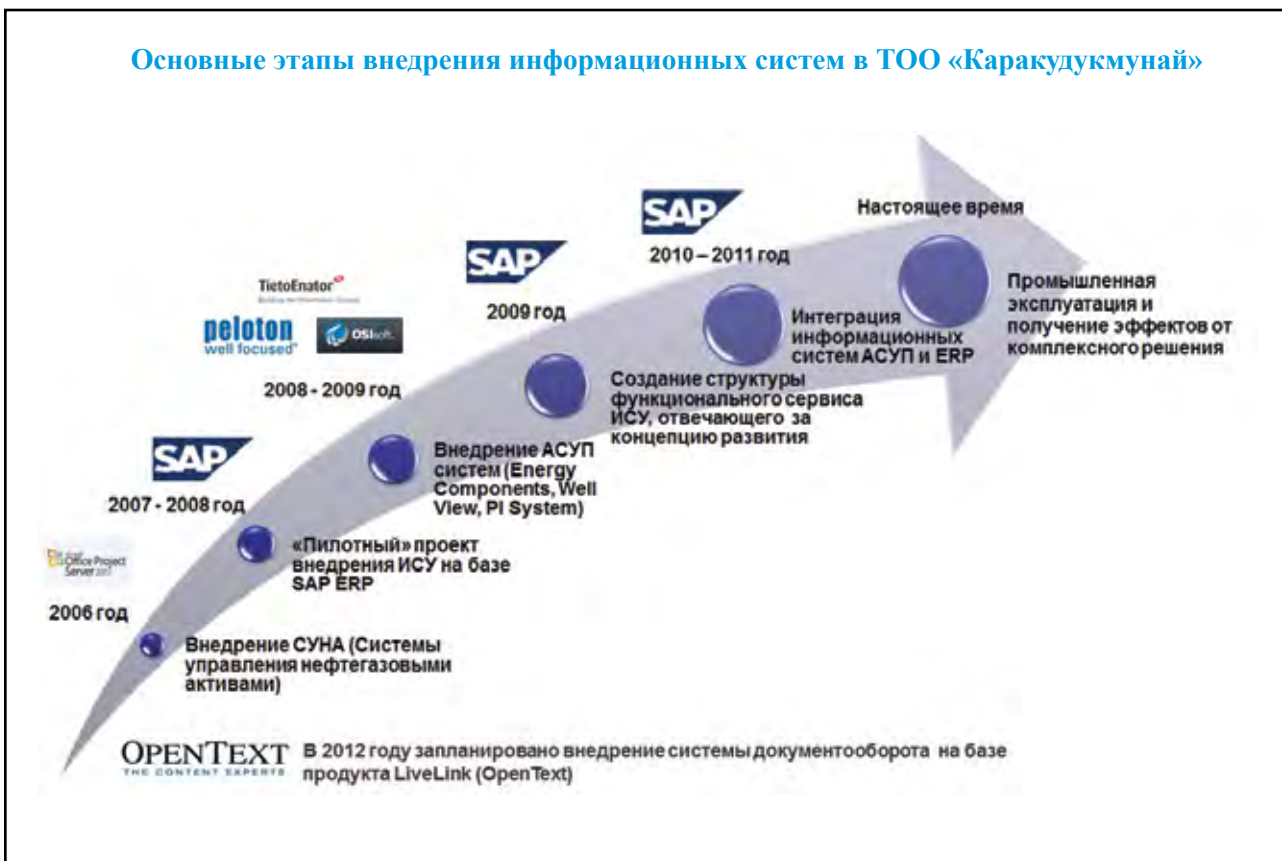 Основные этапы внедрения информационных систем в ТОО «Каракудукмунай»
SAP
Настоящее время
2010 – 2011 год
Промышленная
эксплуатация и
получение эффектов от
комплексного решения
Интеграция
информационных
систем АСУП и ERP
SAP
2009 год
Создание структуры
функционального сервиса
ИСУ, отвечающего за
концепцию развития
TietoEnator
peloton
well focused
OSIsoft.
2008 - 2009 год
Внедрение АСУП
систем (Energy
Components, Well
View, PI System)
SAP
2007 - 2008 год
«Пилотный» проект
внедрения ИСУ на базе
SAP ERP
Office Project
Server
2006 год
Внедрение СУНА (Системы
управления нефтегазовыми
активами)
OPENTEXT
THE CONTENT EXPERTS
В 2012 году запланировано внедрение системы документооборота на базе
продукта LiveLink (OpenText)